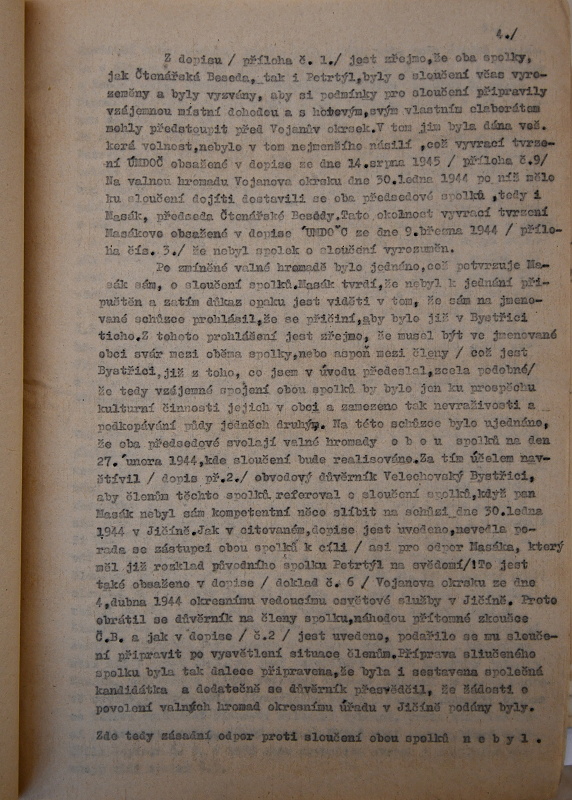 4./
Z dopisu / příloha č. 1./ jest zřejmo,že oba spolky,
jak Čtenářská Beseda, tak i Petrtýl,byly o sloučení včas vyro-
zeměny a byly vyzvány, aby si podmínky pro sloučení připravily
vzájemnou místní dohodou a s hotovým,svým vlastním elaborátem
mohly předstoupit před Vojanův okrsek.V tom jim byla dána veš.
kerá volnost,nebylo v tom nejmenšího násilí ,což vyvrací tvrze-
ní ÚMDOČ obsažené v dopise ze dne 14.srpna 1945 / příloha č.9/
Na valnou hromadu Vojanova okrsku dne 30.ledna 1944 po níž mělo
ku sloučení dojíti dostavili se oba předsedové spolků ,tedy i
Masák, předseda Čtenářské Besedy.Tato okolnost vyvrací tvrzení
Masákovo obsažené v dopise ´UMDO˘C ze dne 9.března 1944 / přílo-
ha čís. 3./ že nebyl spolek o sloučění vyrozuměn.
Po zmíněné valné hromadě bylo jednáno,což potvrzuje Ma-
sák sám, o sloučení spolků.Masák tvrdí,že nebyl k jednání při-
puštěn a zatím důkaz opaku jest viděti v tom, že sám na jmeno-
vané schůzce prohlásil,že se přičiní,aby bylo již v Bystřici
ticho.Z tohoto prohlášení jest zřejmo, že musel být ve jmenované
obci svár mezi oběma spolky,nebo aspoň mezi členy / což jest
Bystřici,již z toho, co jsem v úvodu předeslal,zcela podobné/
že tedy vzájemné spojení obou spolků by bylo jen ku prospěchu
kulturní činnosti jejich v obci a zamezeno tak nevraživosti a
podkopávání půdy jedněch druhým. Na této schůzce bylo ujednáno,
že oba předsedové svolají valné hromady o b o u spolků na den
27. února 1944,kde sloučení bude realisováno.Za tím účelem nav-
štívil / dopis př.2./ obvodový důvěrník Velechovský Bystřici,
aby členům těchto spolků referoval o sloučení spolků,když pan
Masák nebyl sám kompetentní něco slíbit na schůzi dne 30.ledna
1944 v Jičíně.Jak v citovaném,dopise jest uvedeno,nevedla po-
rada se zástupci obou spolků k cíli / asi pro odpor Masáka, který
měl již rozklad původního spolku Petrtýl na svědomí/!To jest
také obsaženo v dopise / doklad č. 6 / Vojanova okrsku ze dne
4,dubna 1944 okresnímu vedoucímu osvětové služby v Jičíně. Proto
obrátil se důvěrník na členy spolku,náhodou přítomné zkoušce
Č.B. a jak v dopise / č.2 / jest uvedeno, podařilo se mu slouče-
ní připravit po vysvětlení situace členům.Příprava sliučeného
spolku byla tak dalece připravena,že byla i sestavena společná
kandidátka  a dodatečně se důvěrník přesvědčil, že žádosti o
povolení valných hromad okresnímu úřadu v Jičíně podány byly.
Zde tedy zásadní odpor proti sloučení obou spolků n e b y l .